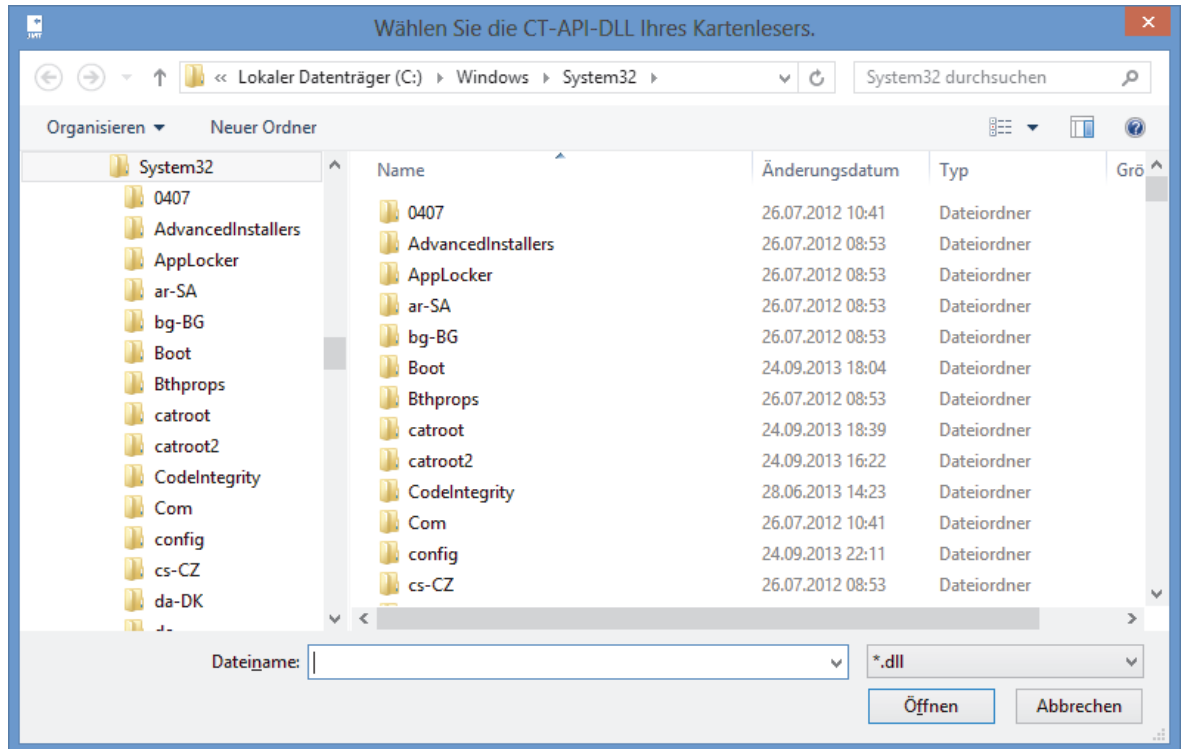 Wählen Sie die CT-API-DLL Ihres Kartenlesers.
« Lokaler Datenträger (C:) Windows System32
System32 durchsuchen
Organisieren Neuer Ordner
System32
0407
AdvancedInstallers
AppLocker
ar-SA
bg-BG
Boot
Bthprops
catroot
catroot2
CodeIntegrity
Com
config
cs-CZ
da-DK
Name Änderungsdatum Typ Grö
0407 26.07.2012 10:41 Dateiordner
AdvancedInstallers 26.07.2012 08:53 Dateiordner
AppLocker 26.07.2012 08:53 Dateiordner
ar-SA 26.07.2012 08:53 Dateiordner
bg-BG 26.07.2012 08:53 Dateiordner
Boot 24.09.2013 18:04 Dateiordner
Bthprops 26.07.2012 08:53 Dateiordner
catroot 24.09.2013 18:39 Dateiordner
catroot2 24.09.2013 16:22 Dateiordner
CodeIntegrity 28.06.2013 14:23 Dateiordner
Com 26.07.2012 10:41 Dateiordner
config 24.09.2013 22:11 Dateiordner
cs-CZ 26.07.2012 08:53 Dateiordner
Dateiname:
*.dll
Öffnen Abbrechen